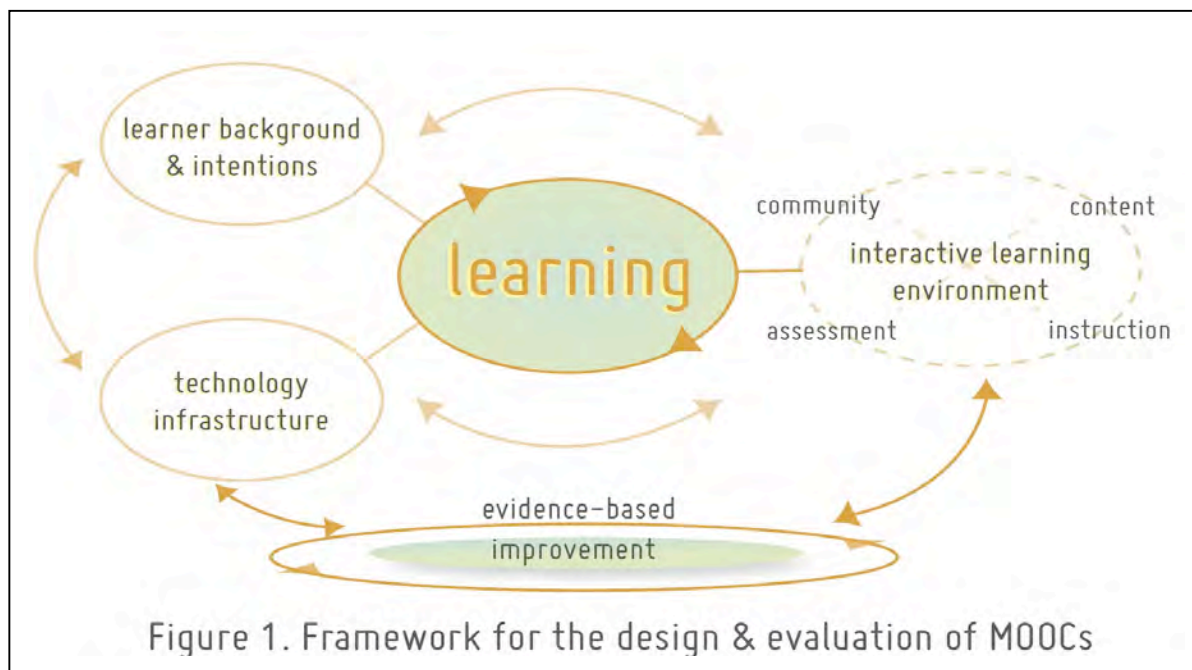 learner background
& intentions
learning
community
content
interactive learning
environment
assessment
instruction
technology
infrastructure
evidence-based
improvement
Figure 1. Framework for the design & evaluation of MOOCs